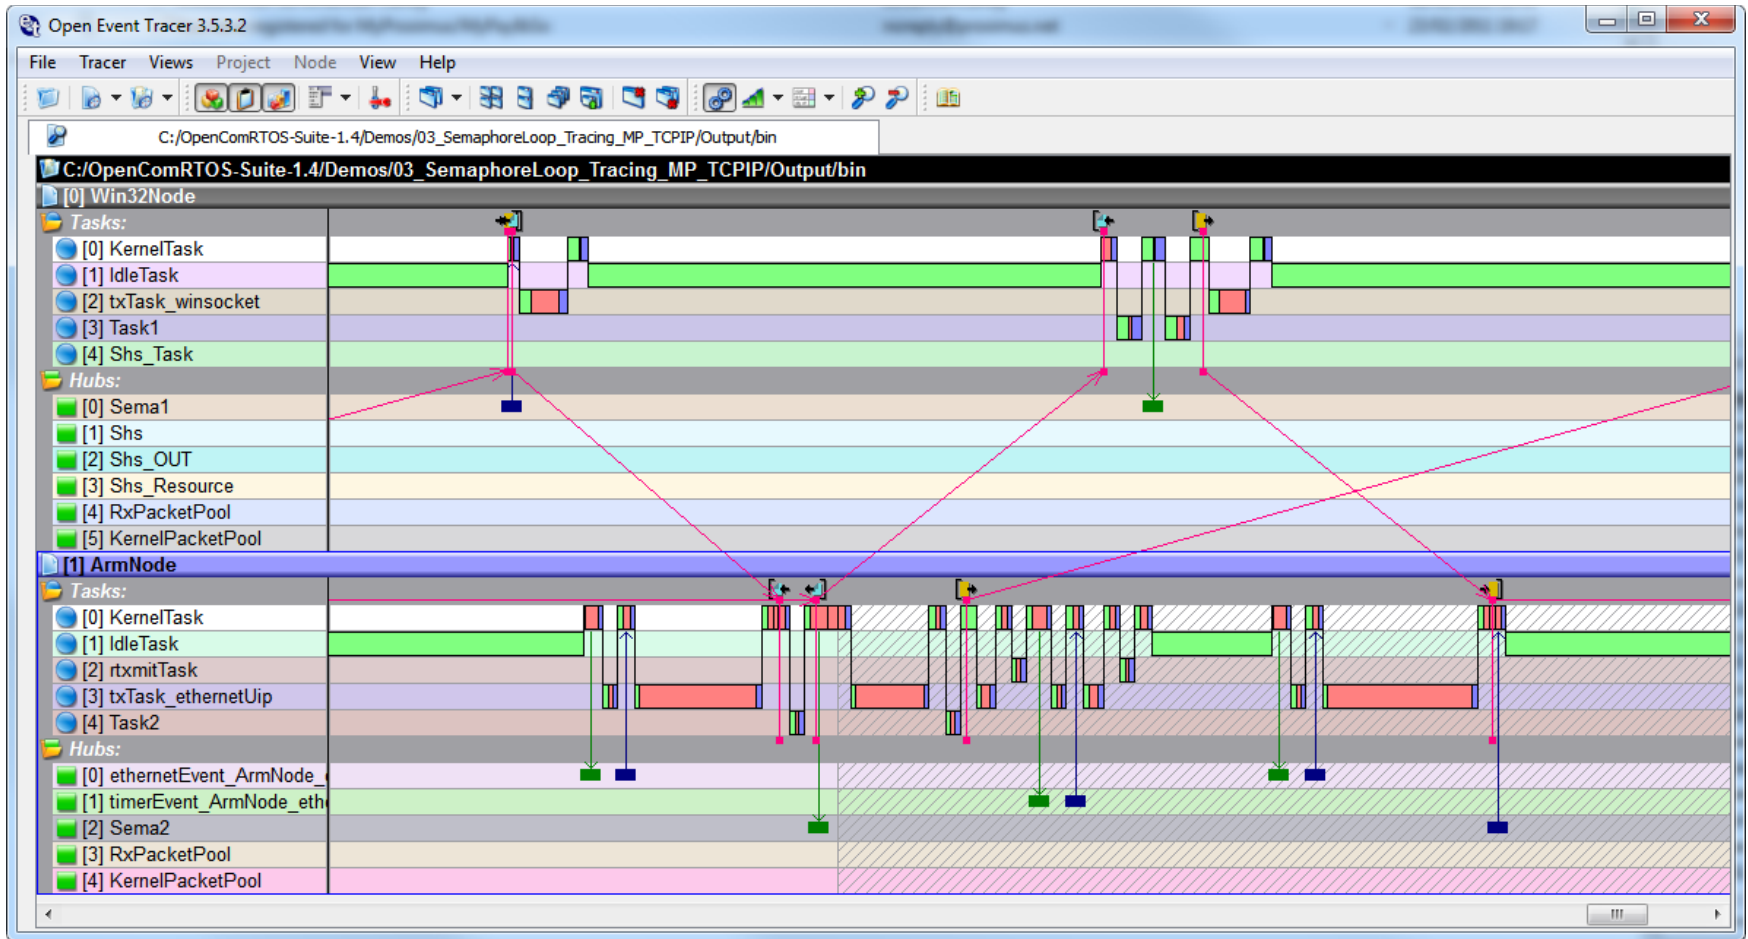 Open Event Tracer 3.5.3.2
File Tracer Views Project Node View Help
C:/OpenComRTOS-Suite-1.4/Demos/03_SemaphoreLoop_Tracing_MP_TCPIP/Output/bin
C:/OpenComRTOS-Suite-1.4/Demos/03_SemaphoreLoop_Tracing_MP_TCPIP/Output/bin
[0] Win32Node
Tasks:
[0] KernelTask
[1] IdleTask
[2] txTask_winsocket
[3] Task1
[4] Shs_Task
Hubs:
[0] Sema1
[1] Shs
[2] Shs_OUT
[3] Shs_Resource
[4] RxPacketPool
[5] KernelPacketPool
[1] ArmNode
Tasks:
[0] KernelTask
[1] IdleTask
[2] rtxmitTask
[3] txTask_ethernetUip
[4] Task2
Hubs:
[0] ethernetEvent_ArmNode_
[1] timerEvent_ArmNode_eth
[2] Sema2
[3] RxPacketPool
[4] KernelPacketPool